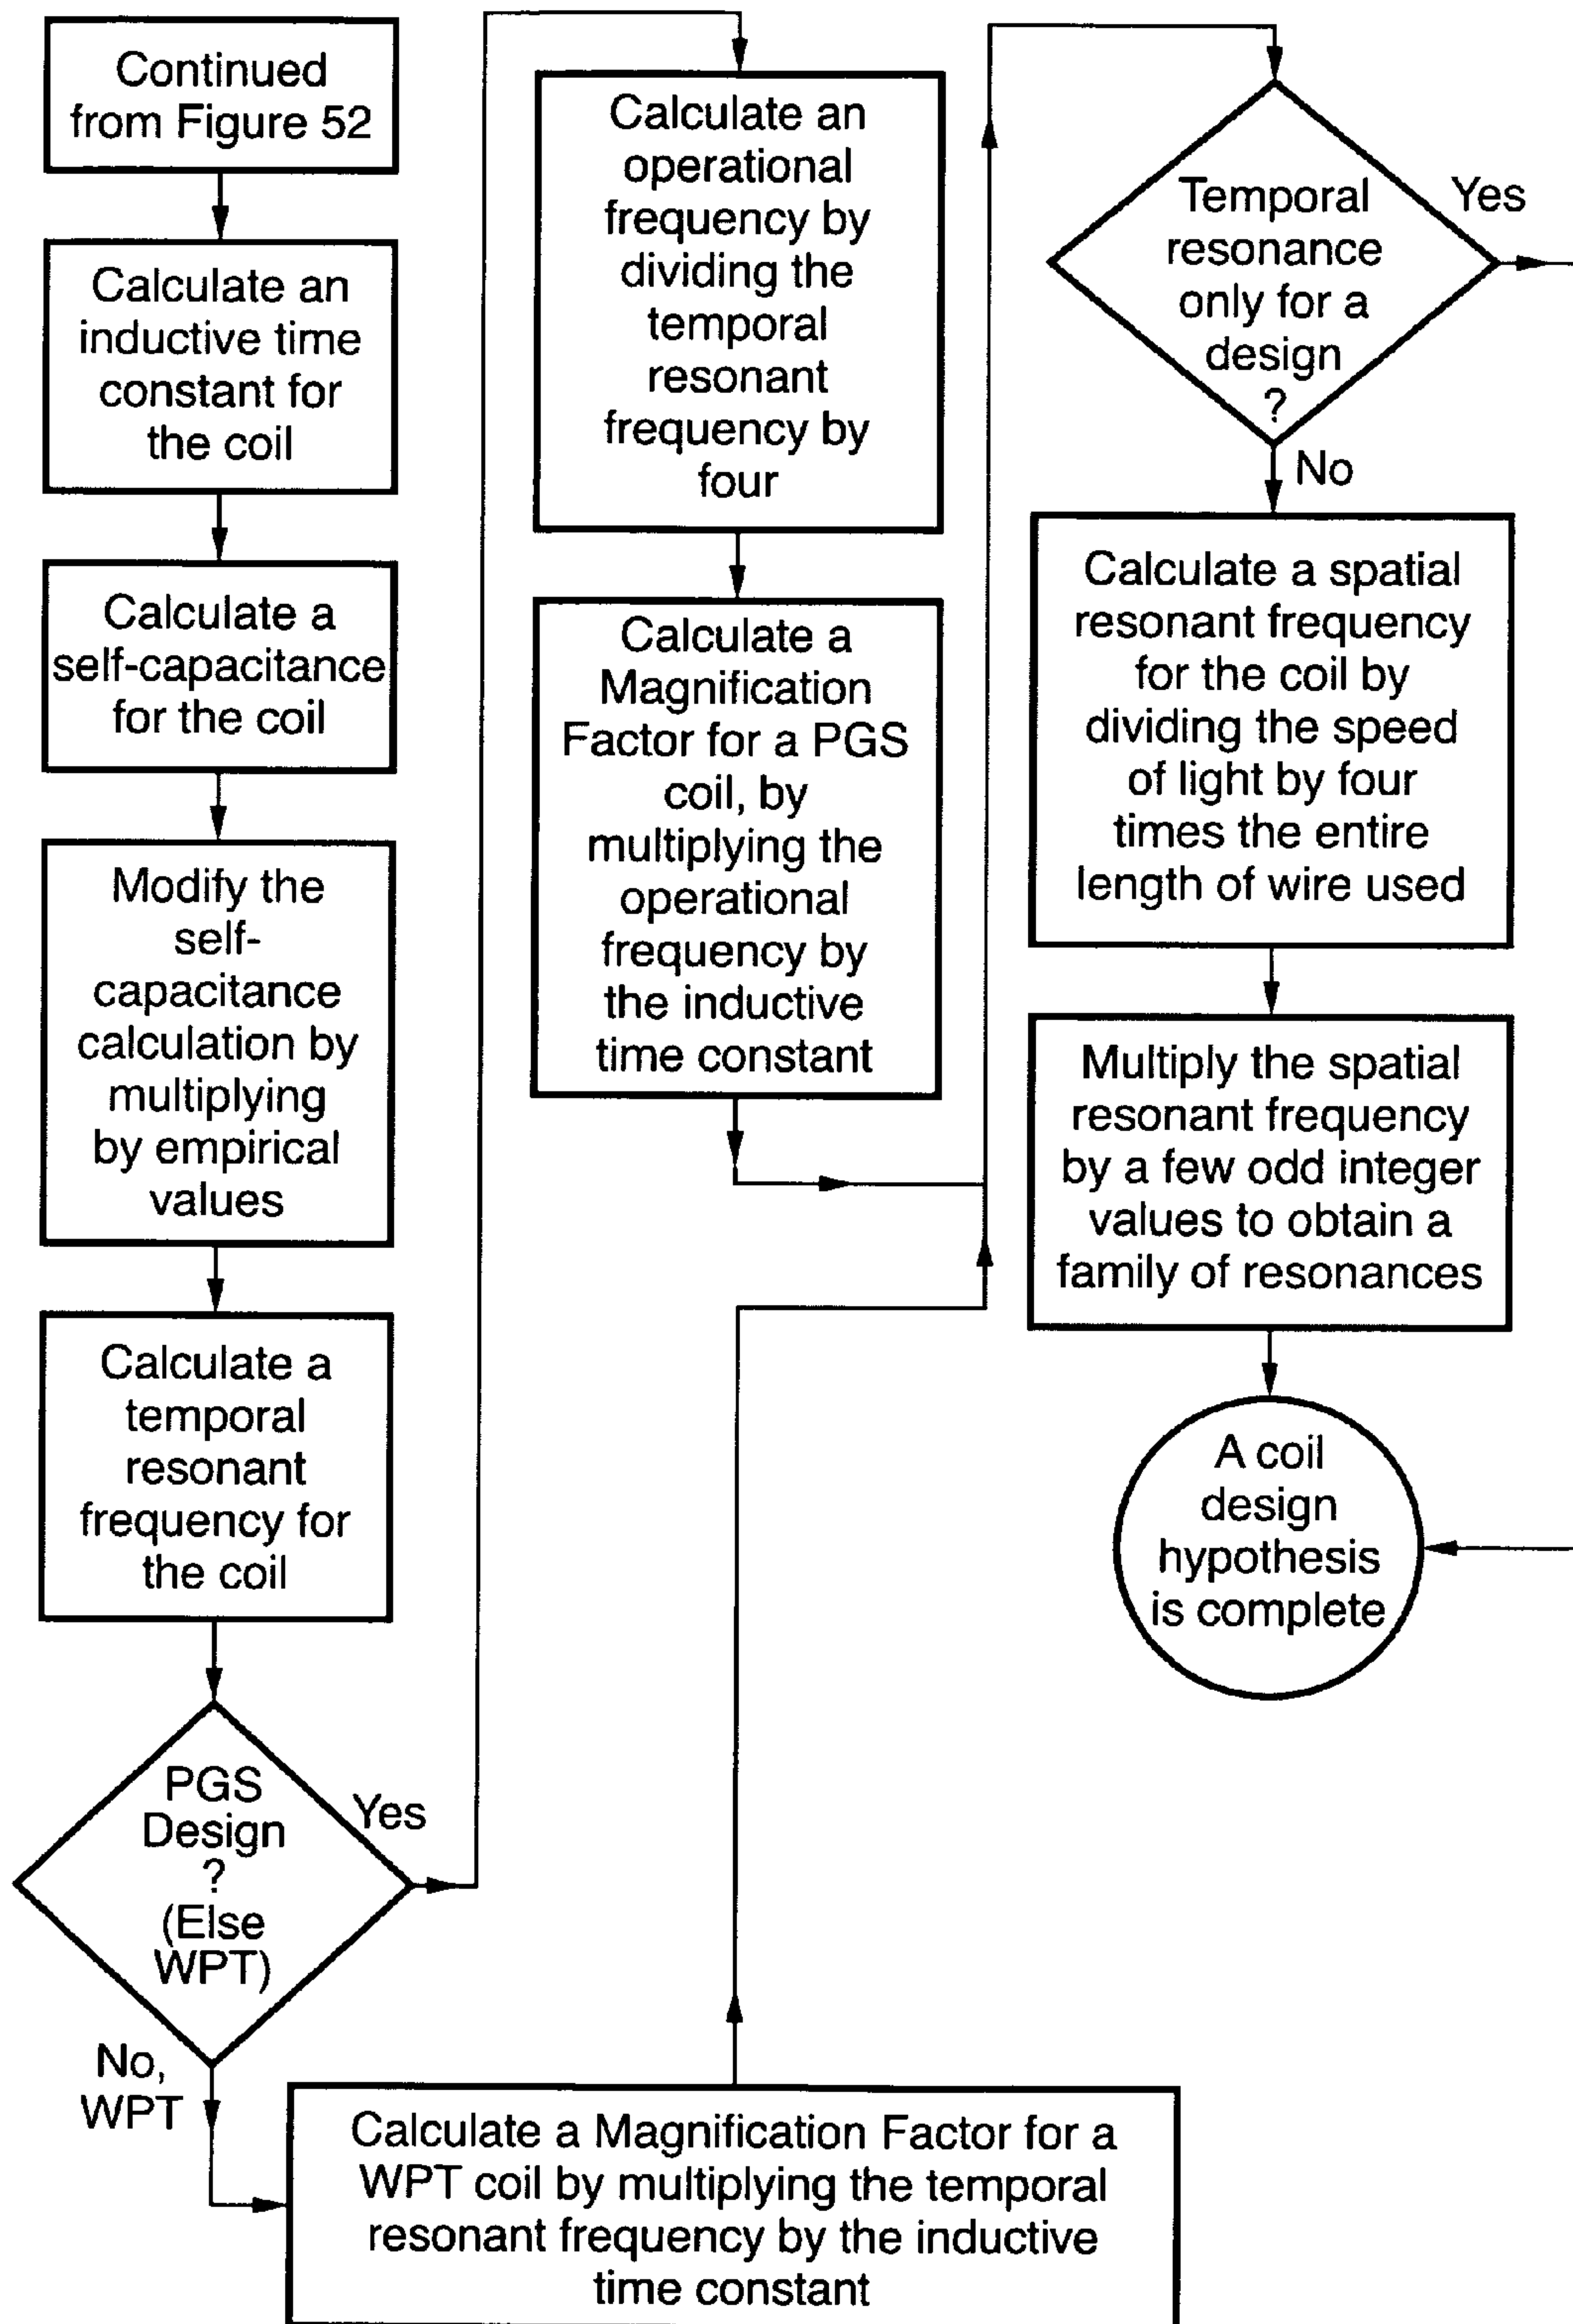 Continued
from Figure 52
Calculate an
inductive time
constant for
the coil
Calculate a
self-capacitance
for the coil
Modify the
self-
capacitance
calculation by
multiplying
by empirical
values
Calculate a
temporal
resonant
frequency for
the coil
PGS
Design
?
(Else
WPT)
Yes
No,
WPT
Calculate an
operational
frequency by
dividing the
temporal
resonant
frequency by
four
Calculate a
Magnification
Factor for a PGS
coil, by
multiplying the
operational
frequency by
the inductive
time constant
Calculate a Magnification Factor for a
WPT coil by multiplying the temporal
resonant frequency by the inductive
time constant
Temporal
resonance
only for a
design
?
Yes
No
Calculate a spatial
resonant frequency
for the coil by
dividing the speed
of light by four
times the entire
length of wire used
Multiply the spatial
resonant frequency
by a few odd integer
values to obtain a
family of resonances
A coil
design
hypothesis
is complete